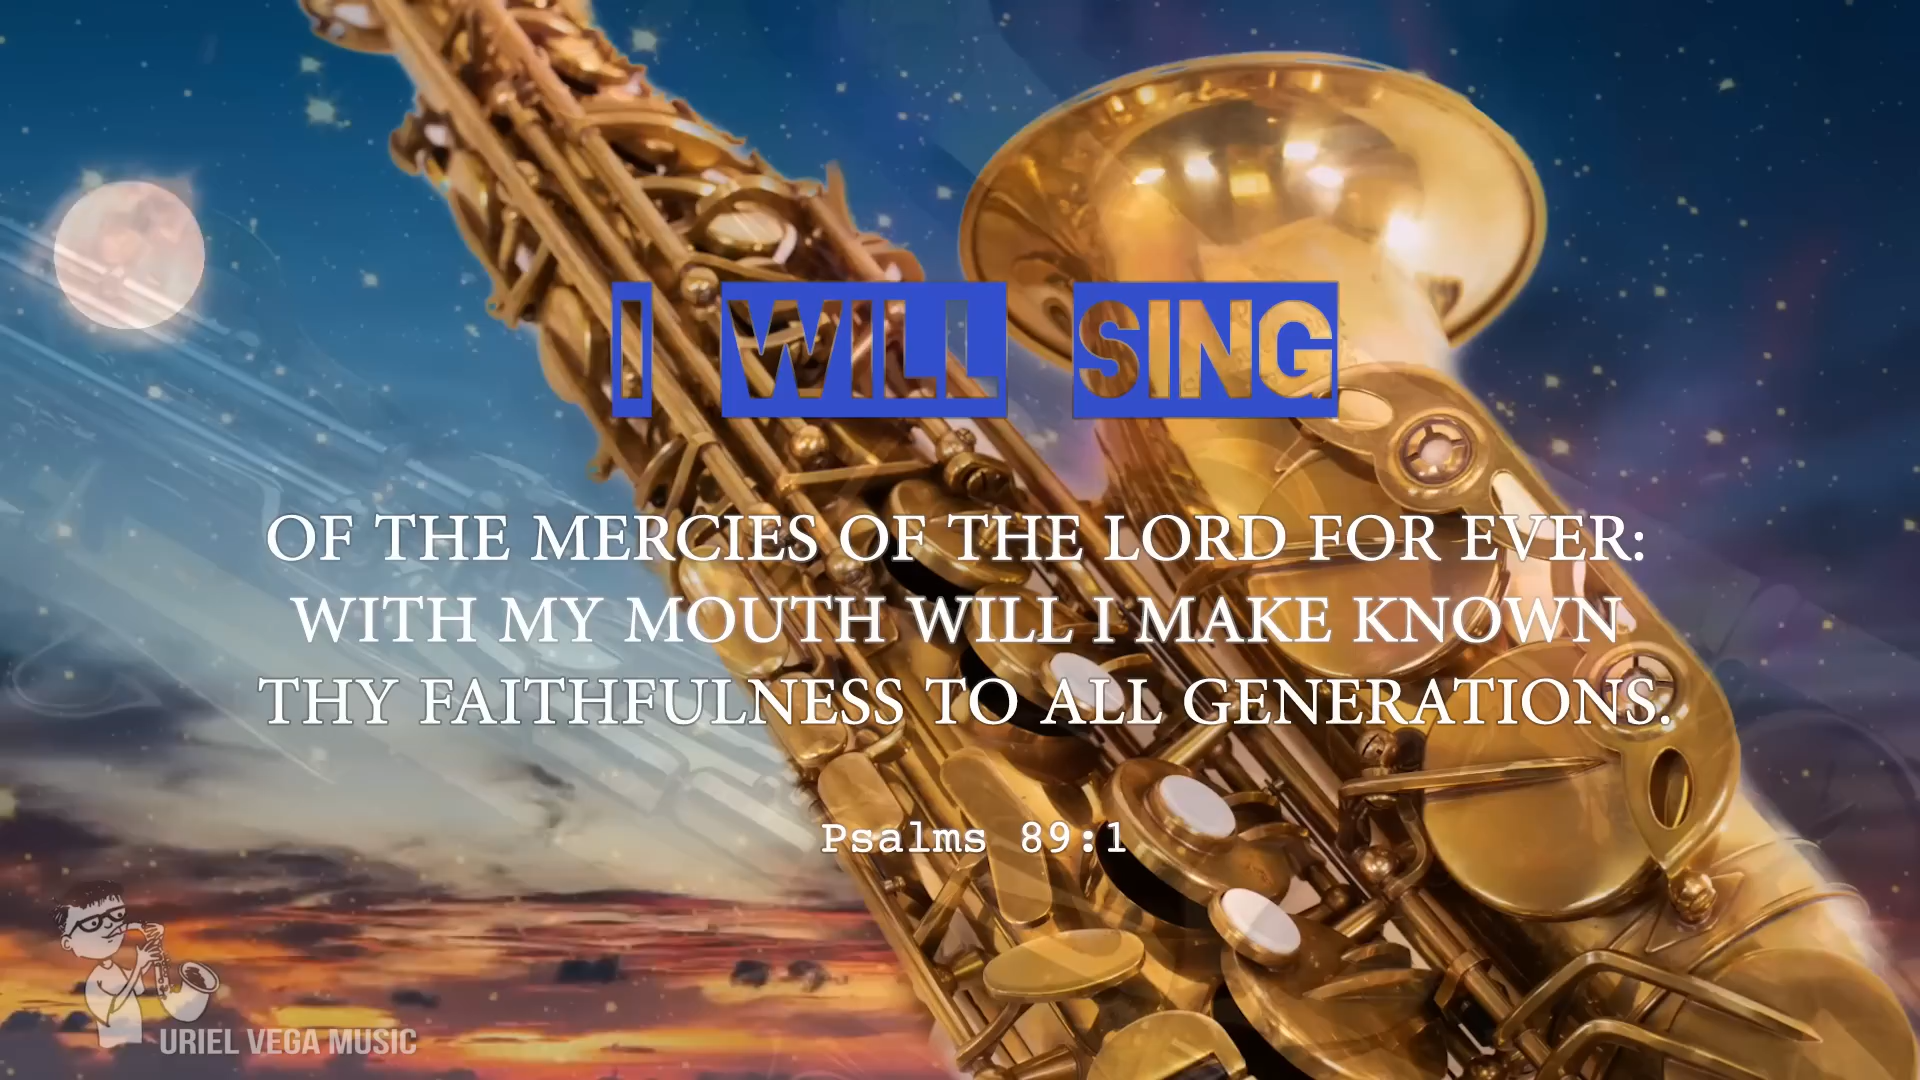 I WILL SING
OF THE MERCIES OF THE LORD FOR EVER:
WITH MY MOUTH WILL I MAKE KNOWN
THY FAITHFULNESS TO ALL GENERATIONS.
Psalms 89:1
URIEL VEGA MUSIC